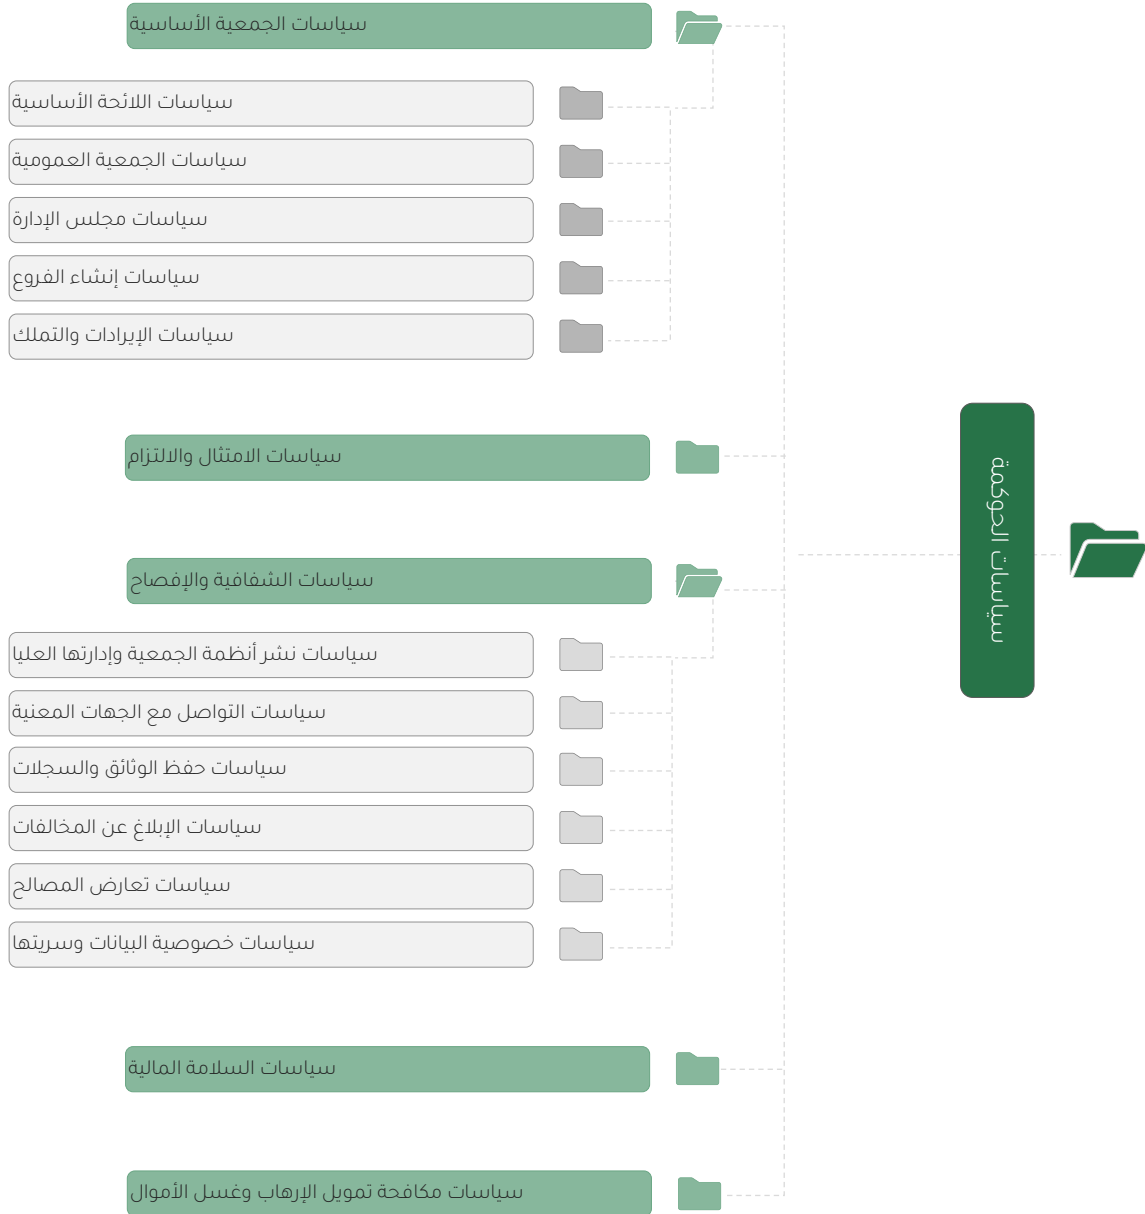 سياسات الحوكمة
سياسات الجمعية الأساسية
سياسات اللائحة الأساسية
سياسات الجمعية العمومية
سياسات مجلس الإدارة
سياسات إنشاء الفروع
سياسات الإيرادات والتملك
سياسات الامتثال والالتزام
سياسات الشفافية والإفصاح
سياسات نشر أنظمة الجمعية وإدارتها العليا
سياسات التواصل مع الجهات المعنية
سياسات حفظ الوثائق والسجلات
سياسات الإبلاغ عن المخالفات
سياسات تعارض المصالح
سياسات خصوصية البيانات وسريتها
سياسات السلامة المالية
سياسات مكافحة تمويل الإرهاب وغسل الأموال